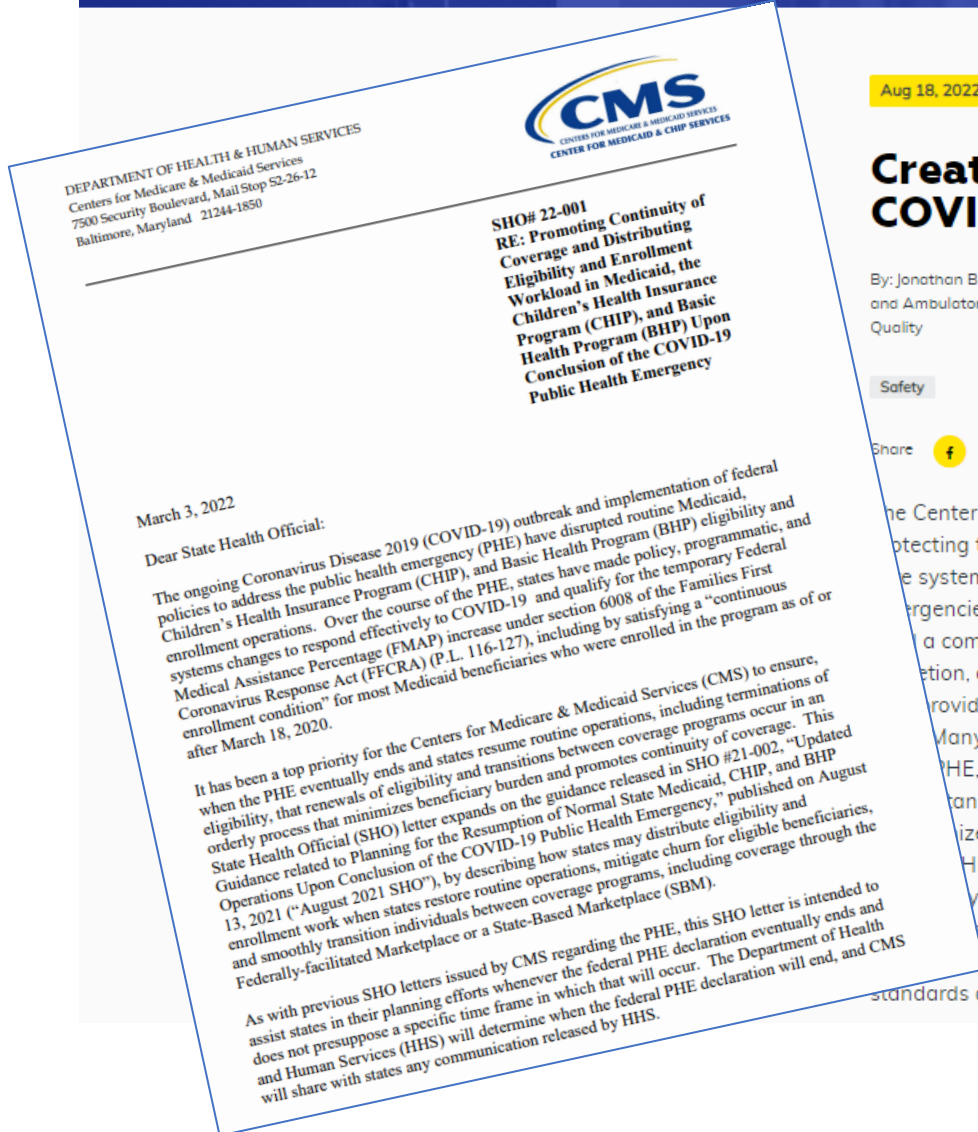 DEPARTMENT OF HEALTH & HUMAN SERVICES
Centers for Medicare & Medicaid Services
7500 Security Boulevard, Mail Stop S2-26-12
Baltimore, Maryland 21244-1850
CMS
CENTERS FOR MEDICARE & MEDICAID SERVICES
CENTER FOR MEDICAID & CHIP SERVICES
SHO# 22-001
RE: Promoting Continuity of
Coverage and Distributing
Eligibility and Enrollment
Workload in Medicaid, the
Children's Health Insurance
Program (CHIP), and Basic
Health Program (BHP) Upon
Conclusion of the COVID-19
Public Health Emergency
March 3, 2022
Dear State Health Official:
The ongoing Coronavirus Disease 2019 (COVID-19) outbreak and implementation of federal
policies to address the public health emergency (PHE) have disrupted routine Medicaid,
Children's Health Insurance Program (CHIP), and Basic Health Program (BHP) eligibility and
enrollment operations. Over the course of the PHE, states have made policy, programmatic, and
systems changes to respond effectively to COVID-19 and qualify for the temporary Federal
Medical Assistance Percentage (FMAP) increase under section 6008 of the Families First
Coronavirus Response Act (FFCRA) (P.L. 116-127), including by satisfying a “continuous
enrollment condition” for most Medicaid beneficiaries who were enrolled in the program as of or
after March 18, 2020.
It has been a top priority for the Centers for Medicare & Medicaid Services (CMS) to ensure,
when the PHE eventually ends and states resume routine operations, including terminations of
eligibility, that renewals of eligibility and transitions between coverage programs occur in an
orderly process that minimizes beneficiary burden and promotes continuity of coverage. This
State Health Official (SHO) letter expands on the guidance released in SHO #21-002, “Updated
Guidance related to Planning for the Resumption of Normal State Medicaid, CHIP, and BHP
Operations Upon Conclusion of the COVID-19 Public Health Emergency,” published on August
13, 2021 (“August 2021 SHO”), by describing how states may distribute eligibility and
enrollment work when states restore routine operations, mitigate churn for eligible beneficiaries,
and smoothly transition individuals between coverage programs, including coverage through the
Federally-facilitated Marketplace or a State-Based Marketplace (SBM).
As with previous SHO letters issued by CMS regarding the PHE, this SHO letter is intended to
assist states in their planning efforts whenever the federal PHE declaration eventually ends and
does not presuppose a specific time frame in which that will occur. The Department of Health
and Human Services (HHS) will determine when the federal PHE declaration will end, and CMS
will share with states any communication released by HHS.
Aug 18, 2022
Creat
COVI
By: Jonathan B
and Ambulator
Quality
Safety
Share
f
he Center
otecting t
e system
ergencie
a com
etion,
rovid
Many
PHE,
tan
ize
H
y
standards